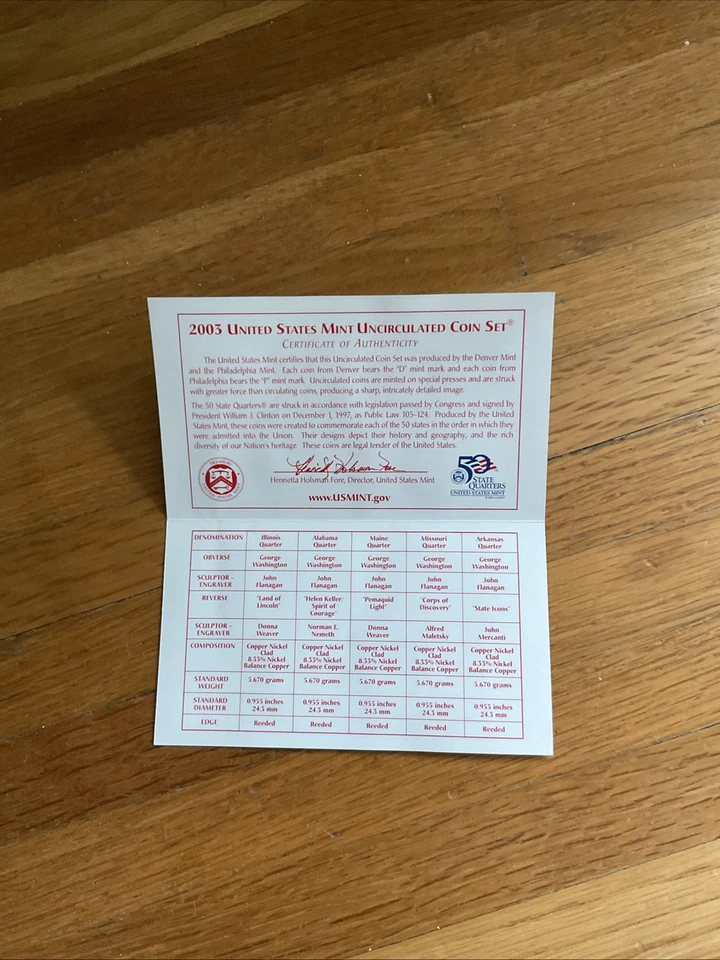 2003 UNITED STATES MINT UNCIRCULATED COIN SET®
CERTIFICATE OF AUTHENTICITY
The United States Mint certifies that this Uncirculated Coin Set was produced by the Denver Mint
and the Philadelphia Mint. Each coin from Denver bears the "D" mint mark and each coin from
Philadelphia bears the "P" mint mark. Uncirculated coins are minted on special presses and are struck
with greater force than circulating coins, producing a sharp, intricately detailed image.
The 50 State Quarters® are struck in accordance with legislation passed by Congress and signed by
President William J. Clinton on December 1, 1997, as Public Law 105-124. Produced by the United
States Mint, these coins were created to commemorate each of the 50 states in the order in which they
were admitted into the Union. Their designs depict their history and geography, and the rich
diversity of our Nation's heritage. These coins are legal tender of the United States.
Henrietta Holsman Fore, Director, United States Mint
www.USMINT.gov
50
STATE
QUARTERS
UNITED STATES MINT
DENOMINATION Illinois Quarter Alabama Quarter Maine Quarter Missouri Quarter Arkansas Quarter
OBVERSE George Washington George Washington George Washington George Washington George Washington
SCULPTOR – ENGRAVER John Flanagan John Flanagan John Flanagan John Flanagan John Flanagan
REVERSE "Land of Lincoln" "Helen Keller/ Spirit of Courage" "Pemaquid Light" "Corps of Discovery" "State Icons"
SCULPTOR – ENGRAVER Donna Weaver Norman E. Nemeth Donna Weaver Alfred Maletsky John Mercanti
COMPOSITION Copper Nickel Clad 8.33% Nickel Balance Copper Copper Nickel Clad 8.33% Nickel Balance Copper Copper Nickel Clad 8.33% Nickel Balance Copper Copper Nickel Clad 8.33% Nickel Balance Copper Copper Nickel Clad 8.33% Nickel Balance Copper
STANDARD WEIGHT 5.670 grams 5.670 grams 5.670 grams 5.670 grams 5.670 grams
STANDARD DIAMETER 0.955 inches 24.3 mm 0.955 inches 24.3 mm 0.955 inches 24.3 mm 0.955 inches 24.3 mm 0.955 inches 24.3 mm
EDGE Reeded Reeded Reeded Reeded Reeded